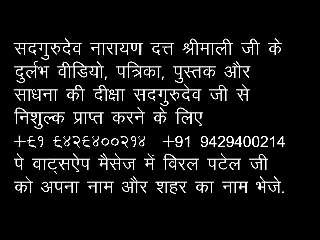 सदगुरुदेव नारायण दत्त श्रीमाली जी के
दुर्लभ वीडियो, पत्रिका, पुस्तक और
साधना की दीक्षा सदगुरुदेव जी से
निशुल्क प्राप्त करने के लिए
+९१ ९४२९४००२१४ +91 9429400214
पे वाट्सऐप मैसेज में विरल पटेल जी
को अपना नाम और शहर का नाम भेजे.